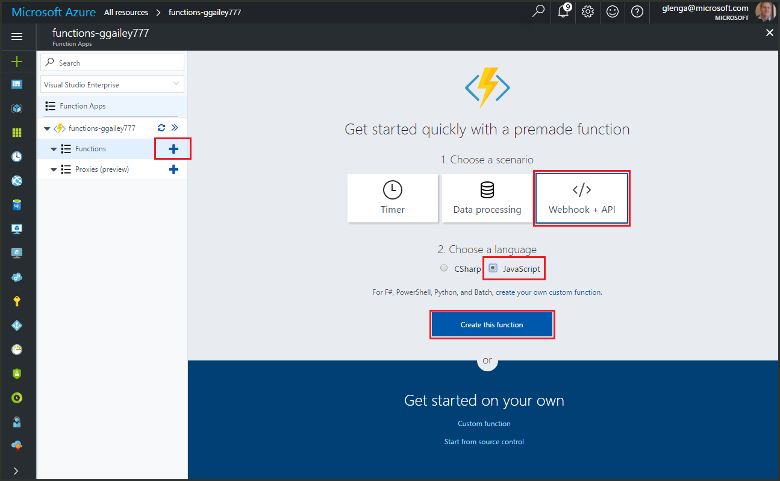 Microsoft Azure All resources > functions-ggailey777
9
glenga@microsoft.com
MICROSOFT
functions-ggailey777
Function Apps
Search
Visual Studio Enterprise
Function Apps
functions-ggailey777
Functions
Proxies (preview)
Get started quickly with a premade function
1. Choose a scenario
Timer
Data processing
Webhook + API
2. Choose a language
CSharp
JavaScript
For F#, PowerShell, Python, and Batch, create your own custom function.
Create this function
or
Get started on your own
Custom function
Start from source control